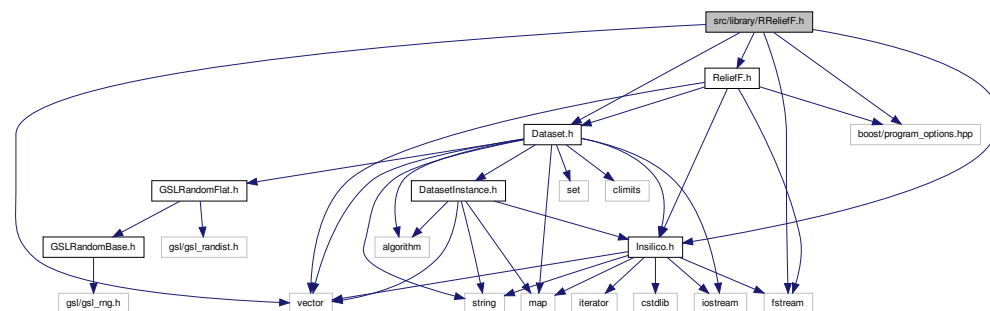 src/library/RReliefF.h
ReliefF.h
Dataset.h
boost/program_options.hpp
GSLRandomFlat.h
DatasetInstance.h
set
climits
GSLRandomBase.h
gsl/gsl_randist.h
algorithm
Insilico.h
gsl/gsl_rng.h
vector
string
map
iterator
cstdlib
iostream
fstream